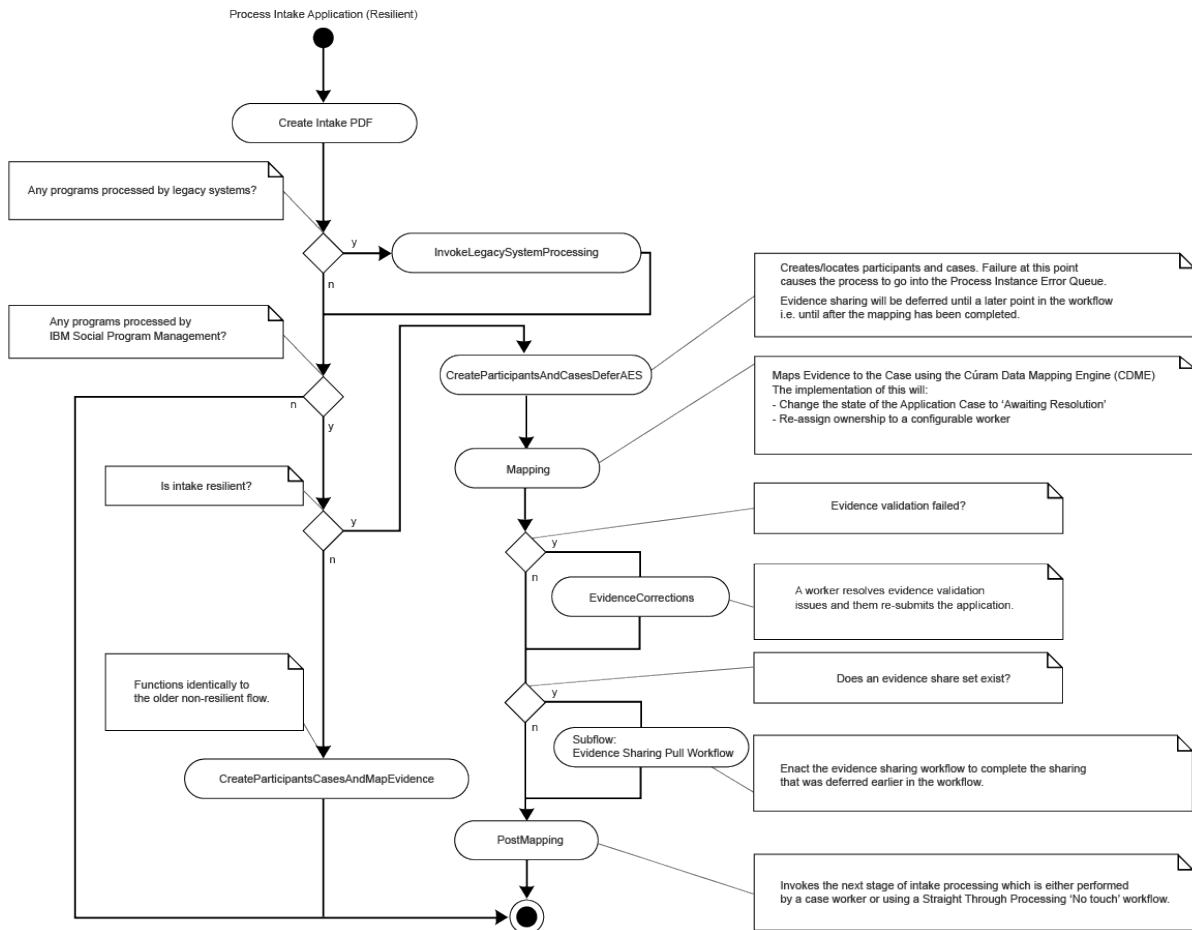 Process Intake Application (Resilient)
Create Intake PDF
Any programs processed by legacy systems?
y
InvokeLegacySystemProcessing
n
Creates/locates participants and cases. Failure at this point
causes the process to go into the Process Instance Error Queue.
Evidence sharing will be deferred until a later point in the workflow
i.e. until after the mapping has been completed.
Any programs processed by
IBM Social Program Management?
CreateParticipantsAndCasesDeferAES
n
y
Maps Evidence to the Case using the Cúram Data Mapping Engine (CDME)
The implementation of this will:
- Change the state of the Application Case to ‘Awaiting Resolution’
- Re-assign ownership to a configurable worker
Mapping
Is intake resilient?
y
n
Evidence validation failed?
y
n
EvidenceCorrections
A worker resolves evidence validation
issues and them re-submits the application.
Does an evidence share set exist?
Functions identically to
the older non-resilient flow.
y
n
Subflow:
Evidence Sharing Pull Workflow
CreateParticipantsCasesAndMapEvidence
Enact the evidence sharing workflow to complete the sharing
that was deferred earlier in the workflow.
PostMapping
Invokes the next stage of intake processing which is either performed
by a case worker or using a Straight Through Processing ‘No touch’ workflow.